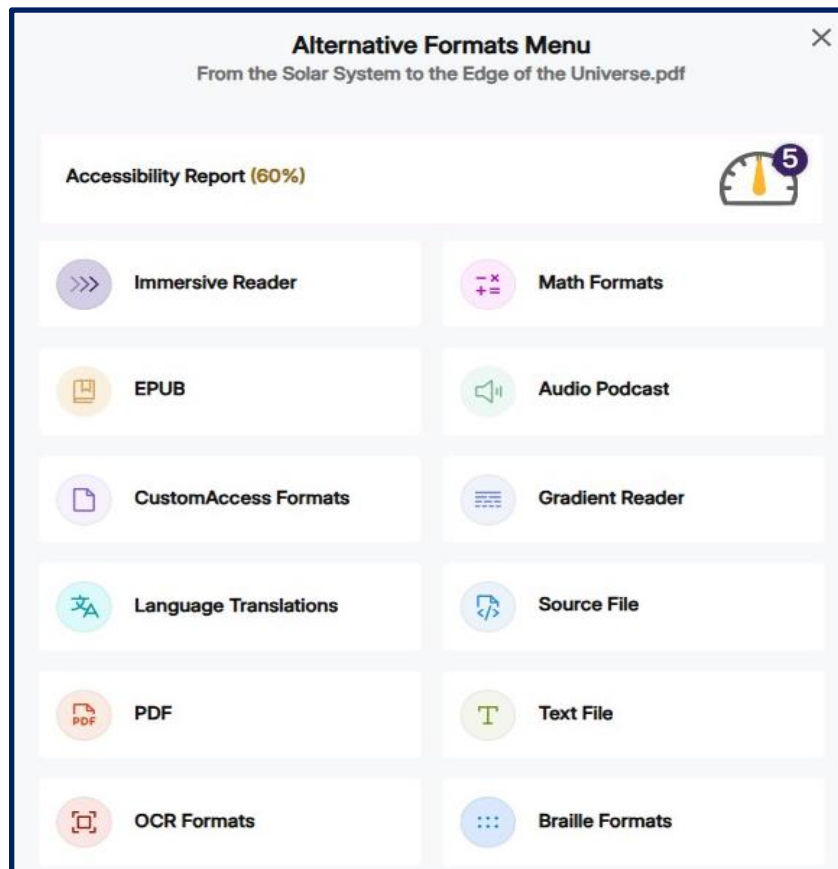 Alternative Formats Menu
From the Solar System to the Edge of the Universe.pdf
Accessibility Report (60%)
5
Immersive Reader
Math Formats
EPUB
Audio Podcast
CustomAccess Formats
Gradient Reader
Language Translations
Source File
PDF
PDF
Text File
OCR Formats
Braille Formats